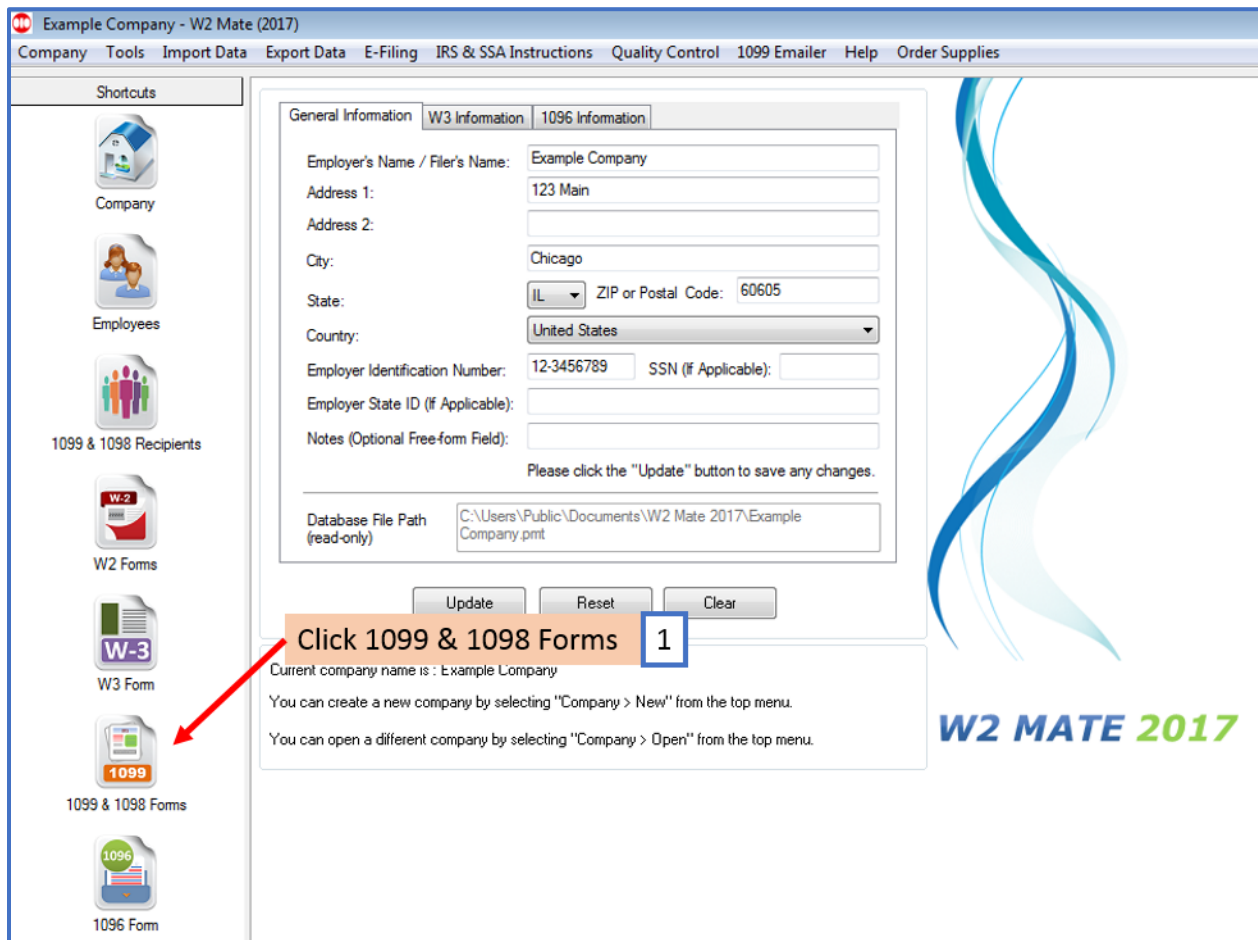 Example Company - W2 Mate (2017)
Company Tools Import Data Export Data E-Filing IRS & SSA Instructions Quality Control 1099 Emailer Help Order Supplies
Shortcuts
Company
Employees
1099 & 1098 Recipients
W-2
W2 Forms
W-3
W3 Form
1099
1099 & 1098 Forms
1096
1096 Form
General Information W3 Information 1096 Information
Employer's Name / Filer's Name: Example Company
Address 1: 123 Main
Address 2:
City: Chicago
State: IL ZIP or Postal Code: 60605
Country: United States
Employer Identification Number: 12-3456789 SSN (If Applicable):
Employer State ID (If Applicable):
Notes (Optional Free-form Field):
Please click the "Update" button to save any changes.
Database File Path
(read-only)
C:\Users\Public\Documents\W2 Mate 2017\Example
Company.pmt
Update Reset Clear
Click 1099 & 1098 Forms 1
Current company name is : Example Company
You can create a new company by selecting "Company > New" from the top menu.
You can open a different company by selecting "Company > Open" from the top menu.
W2 MATE 2017